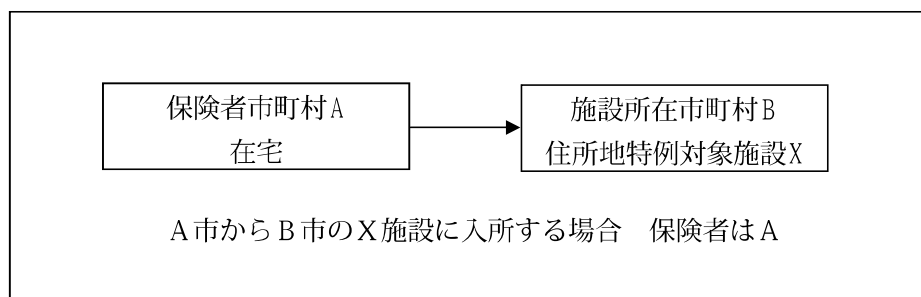 保険者市町村A
在宅
施設所在市町村B
住所地特例対象施設X
A市からB市のX施設に入所する場合　保険者はA